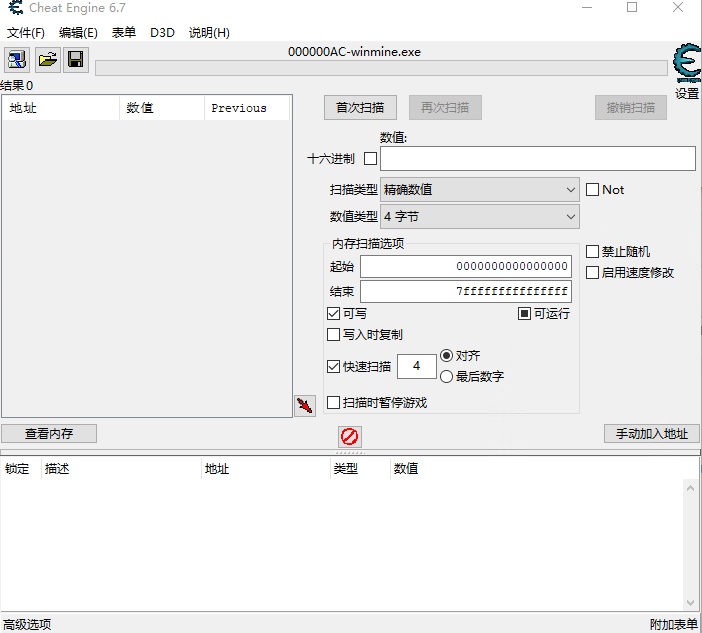 Cheat Engine 6.7
文件(F) 编辑(E) 表单 D3D 说明(H)
000000AC-winmine.exe
设置
结果0
地址 数值 Previous
首次扫描 再次扫描 撤销扫描
数值:
十六进制
扫描类型 精确数值 Not
数值类型 4 字节
内存扫描选项
起始 0000000000000000
结束 7fffffffffffffff
可写 可运行
写入时复制
快速扫描 4 对齐
最后数字
扫描时暂停游戏
禁止随机
启用速度修改
查看内存 手动加入地址
锁定 描述 地址 类型 数值
高级选项 附加表单